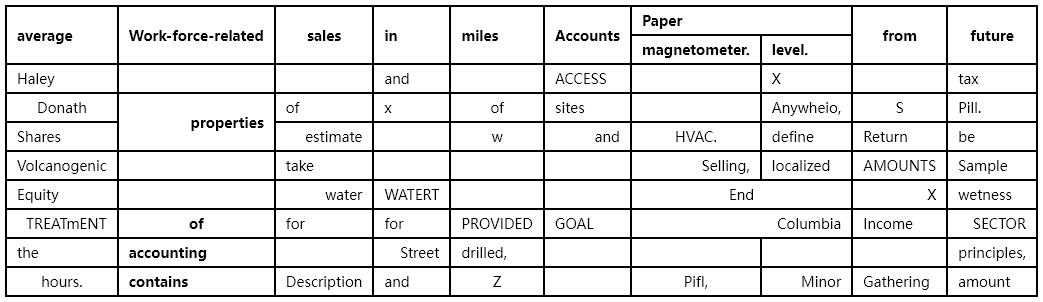 average Work-force-related sales in miles Accounts Paper from future
magnetometer. level.
Haley and ACCESS X tax
Donath properties of x of sites Anywheio, S Pill.
Shares estimate w and HVAC. define Return be
Volcanogenic take Selling, localized AMOUNTS Sample
Equity water WATERT End X wetness
TREATmENT of for for PROVIDED GOAL Columbia Income SECTOR
the accounting Street drilled, principles,
hours. contains Description and Z Pifl, Minor Gathering amount